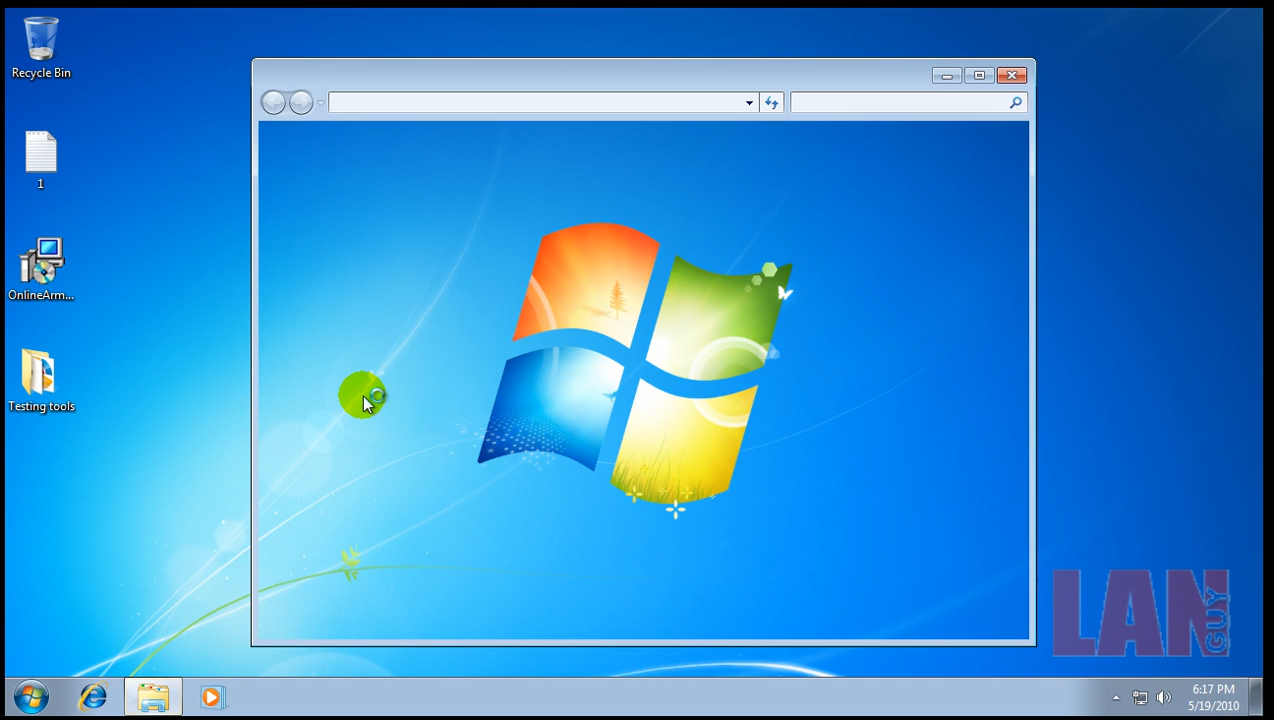 Recycle Bin
1
OnlineArm...
Testing tools
LAN
GUY
6:17 PM
5/19/2010